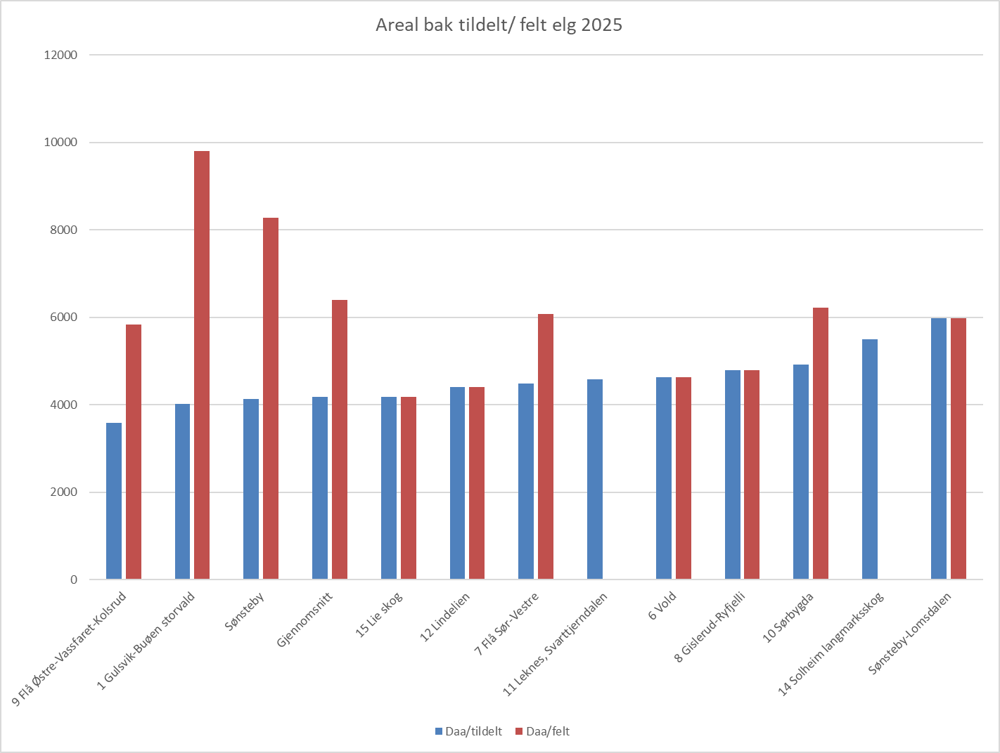 Areal bak tildelt/ felt elg 2025
12000
10000
8000
6000
4000
2000
0
9 Flå Østre-Vassfaret-Kolsrud
1 Gulsvik-Buøen storvald
Sønsteby
Gjennomsnitt
15 Lie skog
12 Lindelien
7 Flå Sør-Vestre
11 Leknes, Svarttjerndalen
6 Vold
8 Gislerud-Ryfjelli
10 Sørbygda
14 Solheim langmarksskog
Sønsteby-Lomsdalen
Daa/tildelt
Daa/felt